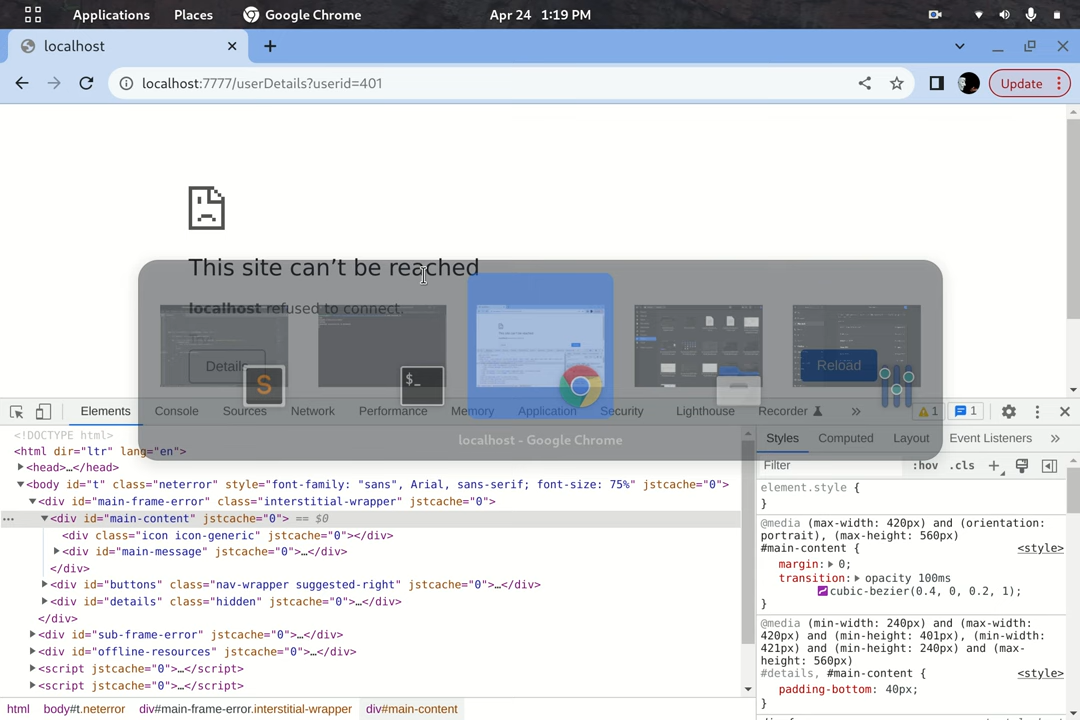 Applications Places Google Chrome Apr 24 1:19 PM
localhost
localhost:7777/userDetails?userid=401 Update
This site can’t be reached
localhost refused to connect.
Details Reload
S $_
localhost - Google Chrome
Elements Console Sources Network Performance Memory Application Security Lighthouse Recorder 1 1
<!DOCTYPE html>
<html dir="ltr" lang="en">
<head>…</head>
<body id="t" class="neterror" style="font-family: "sans", Arial, sans-serif; font-size: 75%" jstcache="0">
<div id="main-frame-error" class="interstitial-wrapper" jstcache="0">
<div id="main-content" jstcache="0"> == $0
<div class="icon icon-generic" jstcache="0"></div>
<div id="main-message" jstcache="0">…</div>
</div>
<div id="buttons" class="nav-wrapper suggested-right" jstcache="0">…</div>
<div id="details" class="hidden" jstcache="0">…</div>
</div>
<div id="sub-frame-error" jstcache="0">…</div>
<div id="offline-resources" jstcache="0">…</div>
<script jstcache="0">…</script>
<script jstcache="0">…</script>
html body#t.neterror div#main-frame-error.interstitial-wrapper div#main-content
Styles Computed Layout Event Listeners
Filter :hov .cls
element.style {
}
@media (max-width: 420px) and (orientation:
portrait), (max-height: 560px)
#main-content { <style>
margin: 0;
transition: opacity 100ms
cubic-bezier(0.4, 0, 0.2, 1);
}
@media (min-width: 240px) and (max-width:
420px) and (min-height: 401px), (min-width:
421px) and (min-height: 240px) and (max-
height: 560px)
#details, #main-content { <style>
padding-bottom: 40px;
}